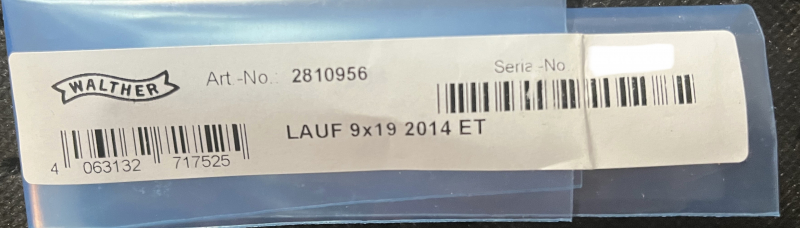 WALTHER
Art.-No.: 2810956
Serial-No
LAUF 9x19 2014 ET
4 063132 717525